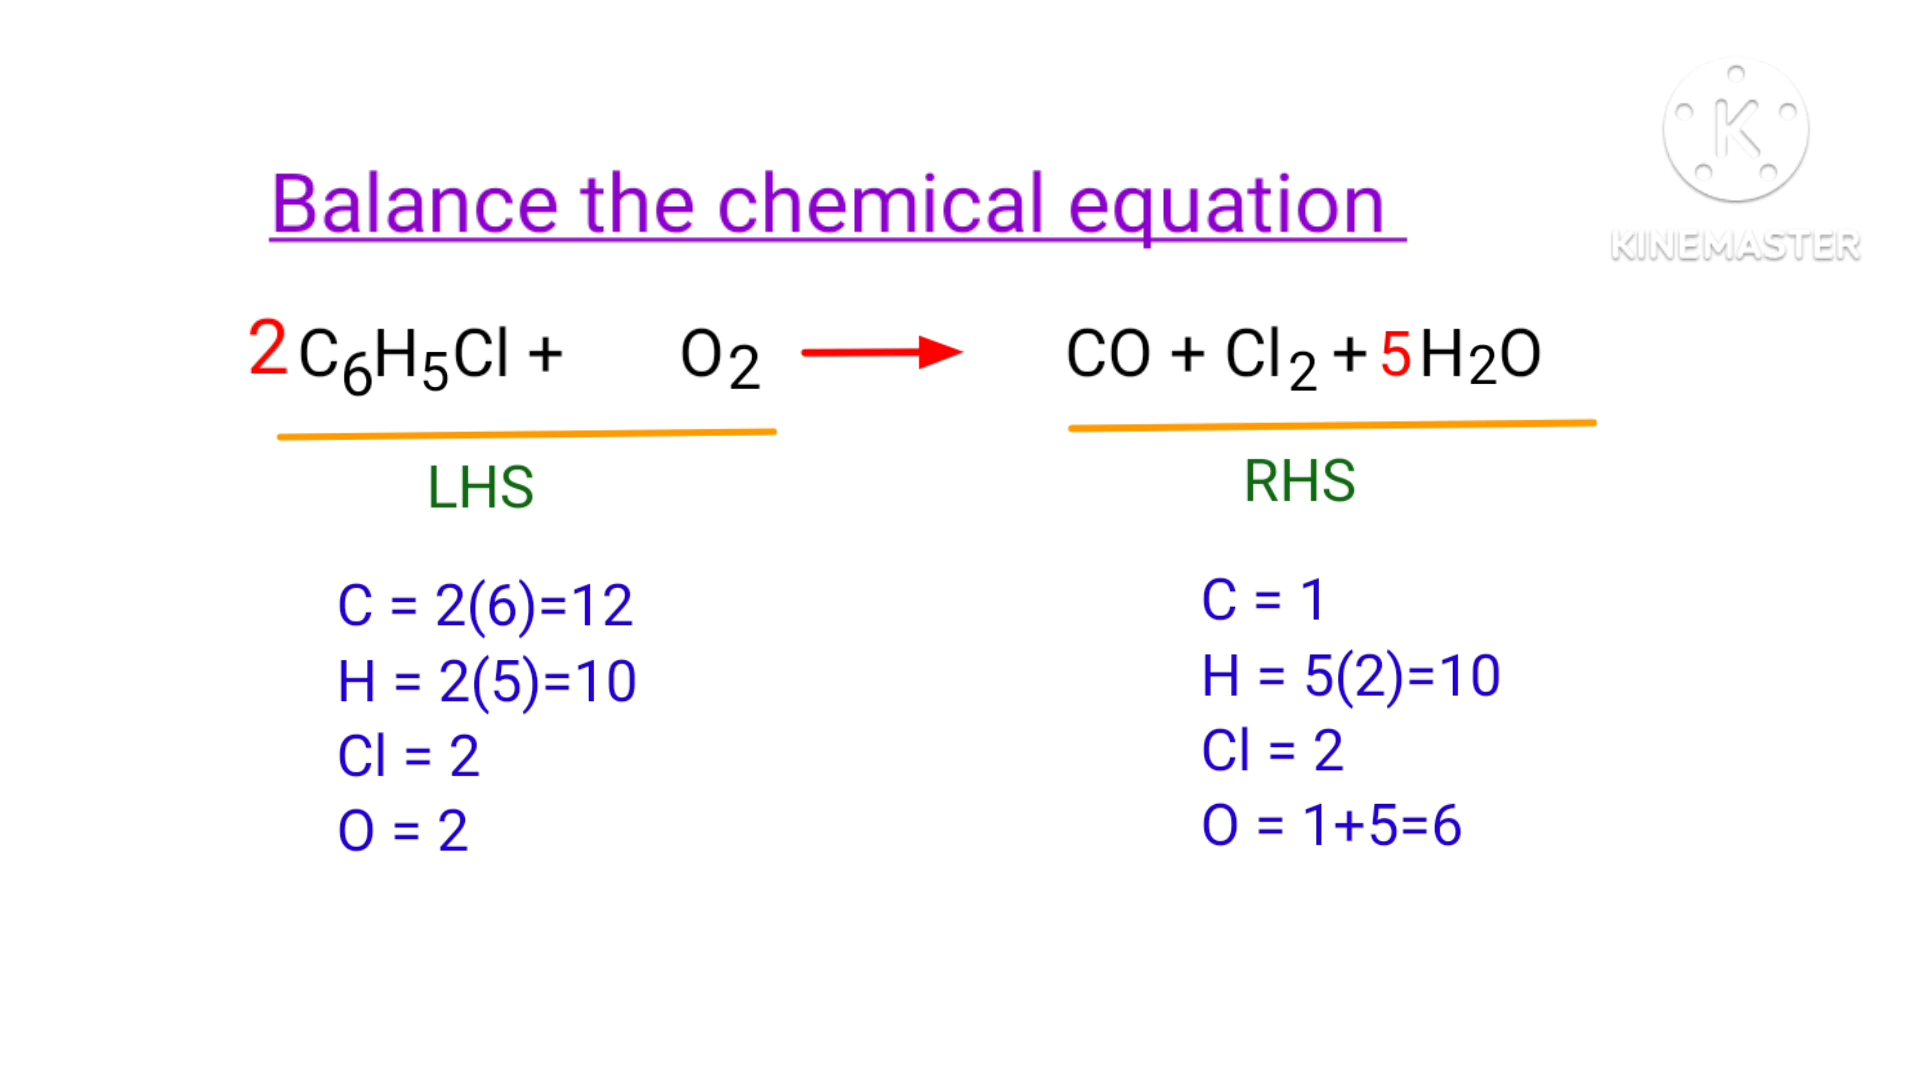 K
KINEMASTER
Balance the chemical equation
2C₆H₅Cl + O₂ → CO + Cl₂ + 5H₂O
LHS
RHS
C = 2(6)=12
H = 2(5)=10
Cl = 2
O = 2
C = 1
H = 5(2)=10
Cl = 2
O = 1+5=6